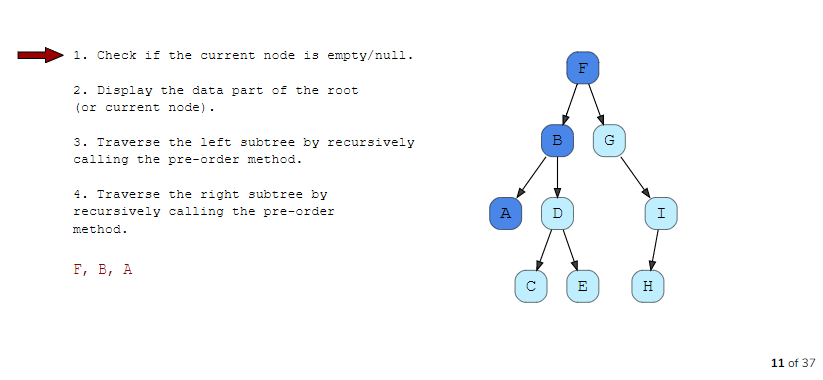 1. Check if the current node is empty/null.
2. Display the data part of the root
(or current node).
3. Traverse the left subtree by recursively
calling the pre-order method.
4. Traverse the right subtree by
recursively calling the pre-order
method.
F, B, A
F
B G
A D I
C E H
11 of 37